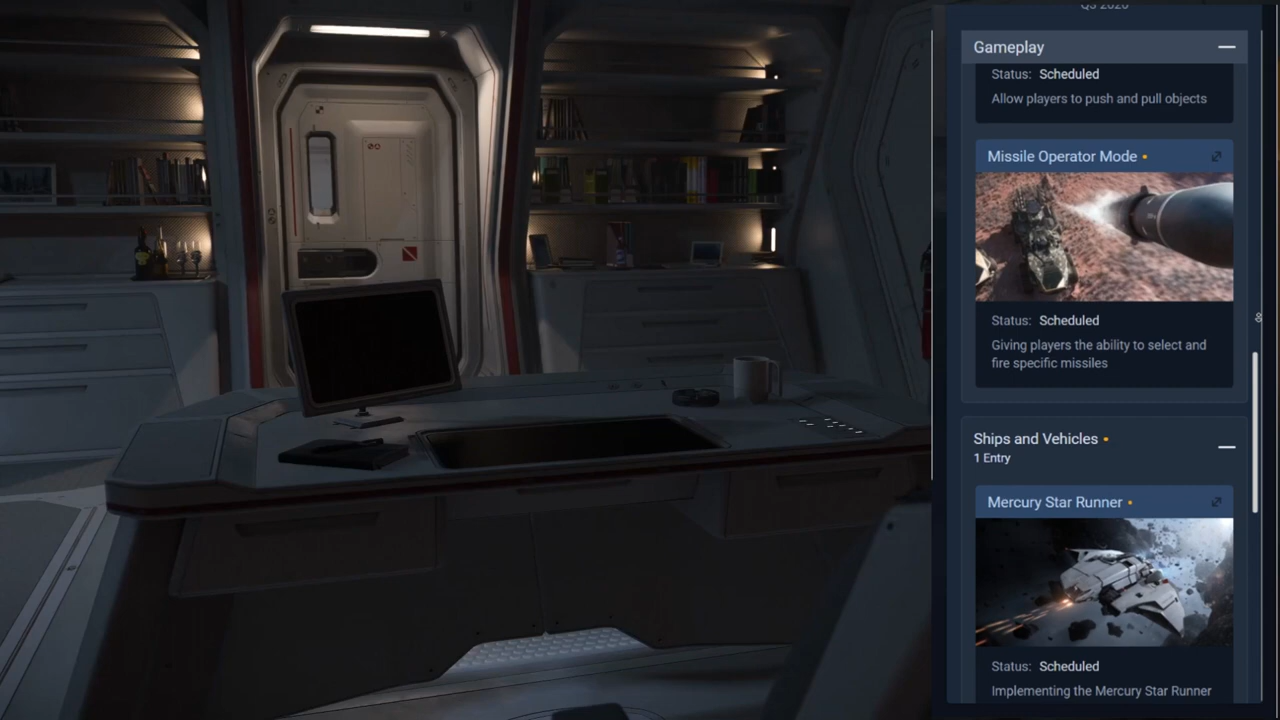 Q3 2020
Gameplay
Status: Scheduled
Allow players to push and pull objects
Missile Operator Mode
Status: Scheduled
Giving players the ability to select and
fire specific missiles
Ships and Vehicles
1 Entry
Mercury Star Runner
Status: Scheduled
Implementing the Mercury Star Runner